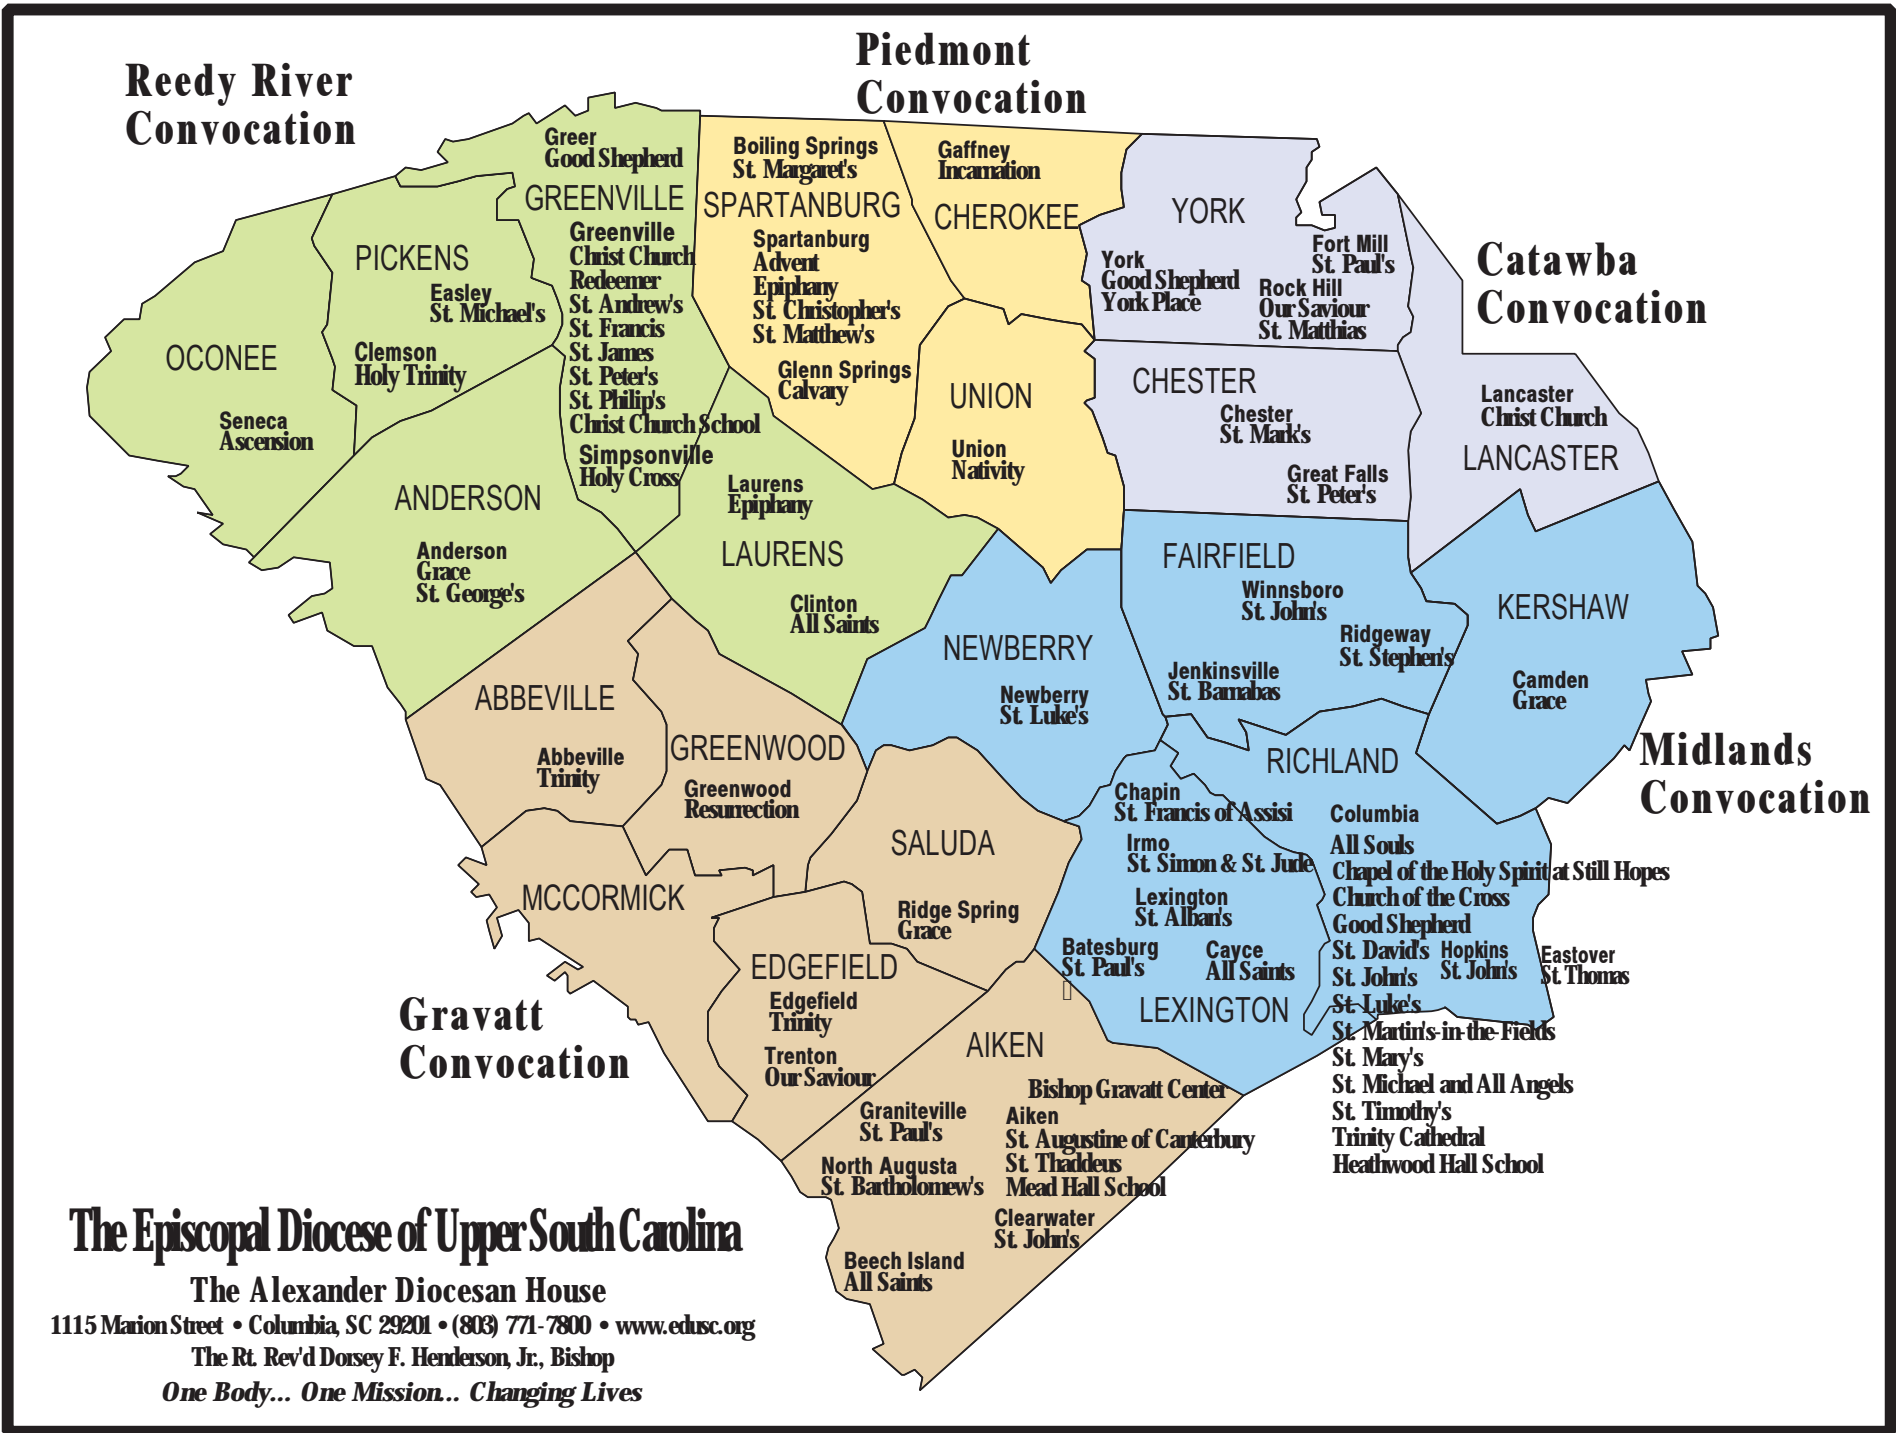 Piedmont
Convocation
Reedy River
Convocation
Greer
Good Shepherd
GREENVILLE
Greenville
Christ Church
Redeemer
St. Andrew's
St. Francis
St. James
St. Peter's
St. Philip's
Christ Church School
Simpsonville
Holy Cross
PICKENS
Easley
St. Michael's
Clemson
Holy Trinity
OCONEE
Seneca
Ascension
ANDERSON
Anderson
Grace
St. George's
Laurens
Epiphany
LAURENS
Clinton
All Saints
Boiling Springs
St. Margaret's
SPARTANBURG
Spartanburg
Advent
Epiphany
St. Christopher's
St. Matthew's
Glenn Springs
Calvary
Gaffney
Incarnation
CHEROKEE
UNION
Union
Nativity
YORK
York
Good Shepherd
York Place
Fort Mill
St. Paul's
Rock Hill
Our Saviour
St. Matthias
Catawba
Convocation
CHESTER
Chester
St. Mark's
Great Falls
St. Peter's
Lancaster
Christ Church
LANCASTER
FAIRFIELD
Winnsboro
St. John's
Ridgeway
St. Stephen's
Jenkinsville
St. Barnabas
KERSHAW
Camden
Grace
Midlands
Convocation
NEWBERRY
Newberry
St. Luke's
RICHLAND
Columbia
All Souls
Chapel of the Holy Spirit at Still Hopes
Church of the Cross
Good Shepherd
St. David's
St. John's
St. Luke's
St. Martin's-in-the-Fields
St. Mary's
St. Michael and All Angels
St. Timothy's
Trinity Cathedral
Heathwood Hall School
Hopkins
St. John's
Eastover
St. Thomas
Chapin
St. Francis of Assisi
Irmo
St. Simon & St. Jude
Lexington
St. Alban's
Batesburg
St. Paul's
Cayce
All Saints
LEXINGTON
ABBEVILLE
Abbeville
Trinity
GREENWOOD
Greenwood
Resurrection
SALUDA
Ridge Spring
Grace
MCCORMICK
EDGEFIELD
Edgefield
Trinity
Trenton
Our Saviour
Gravatt
Convocation
AIKEN
Bishop Gravatt Center
Aiken
St. Augustine of Canterbury
St. Thaddeus
Mead Hall School
Graniteville
St. Paul's
North Augusta
St. Bartholomew's
Clearwater
St. John's
Beech Island
All Saints
The Episcopal Diocese of Upper South Carolina
The Alexander Diocesan House
1115 Marion Street • Columbia, SC 29201 • (803) 771-7800 • www.edusc.org
The Rt. Rev'd Dorsey F. Henderson, Jr., Bishop
One Body... One Mission... Changing Lives